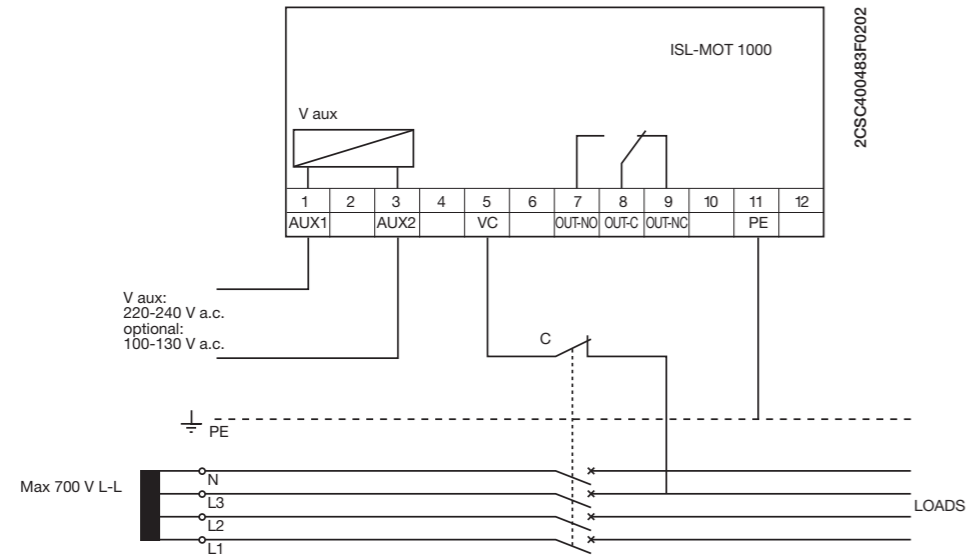 ISL-MOT 1000
2CSC400483F0202
V aux
1 2 3 4 5 6 7 8 9 10 11 12
AUX1 AUX2 VC OUT-NO OUT-C OUT-NC PE
V aux:
220-240 V a.c.
optional:
100-130 V a.c.
C
PE
Max 700 V L-L
N
L3
L2
L1
LOADS